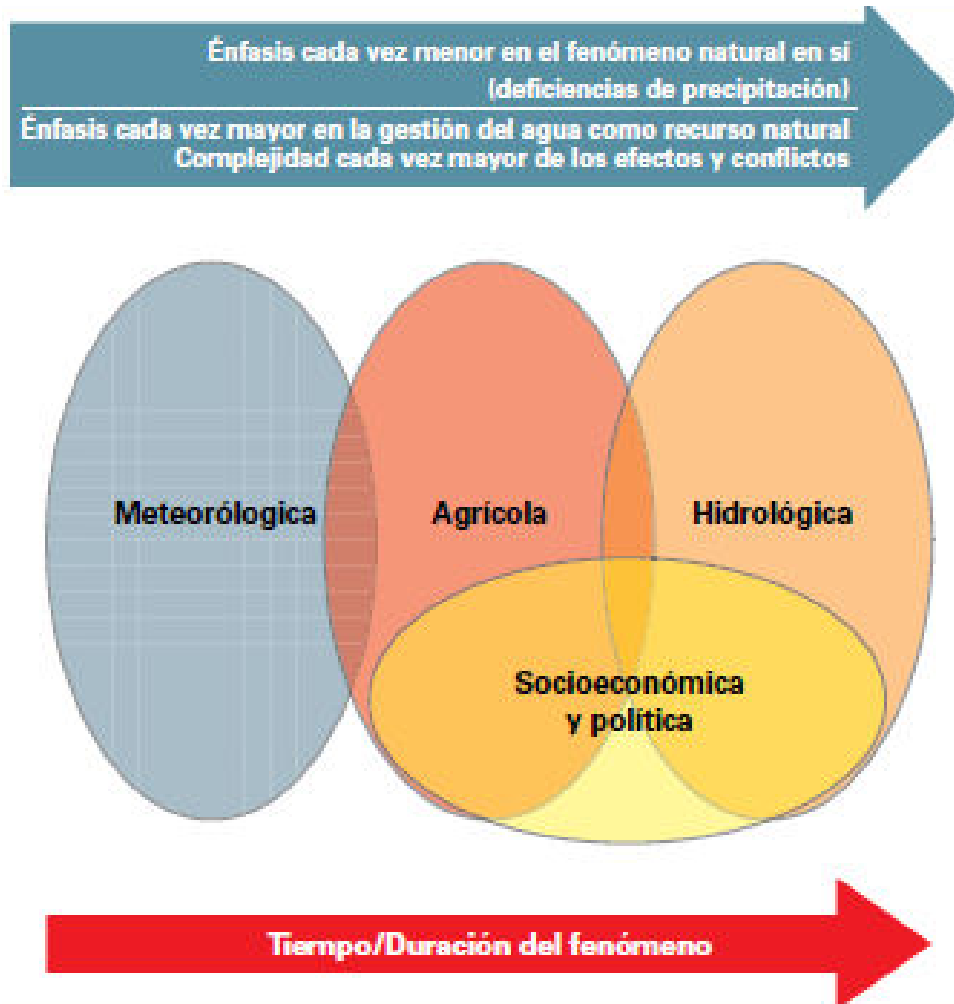 Énfasis cada vez menor en el fenómeno natural en sí
(deficiencias de precipitación)
Énfasis cada vez mayor en la gestión del agua como recurso natural
Complejidad cada vez mayor de los efectos y conflictos
Meteorólogica
Agrícola
Hidrológica
Socioeconómica
y política
Tiempo/Duración del fenómeno